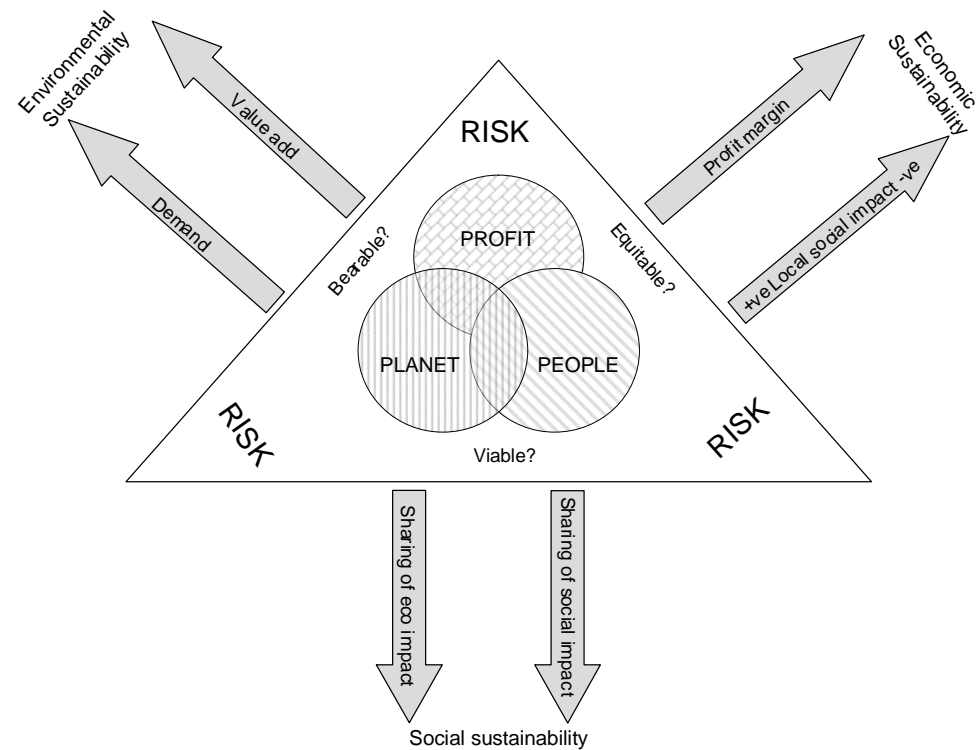 Environmental
Sustainability
Economic
Sustainability
Value add
Demand
Profit margin
+ve Local social impact -ve
RISK
PROFIT
Bearable?
Equitable?
PLANET
PEOPLE
RISK
RISK
Viable?
Sharing of eco impact
Sharing of social impact
Social sustainability